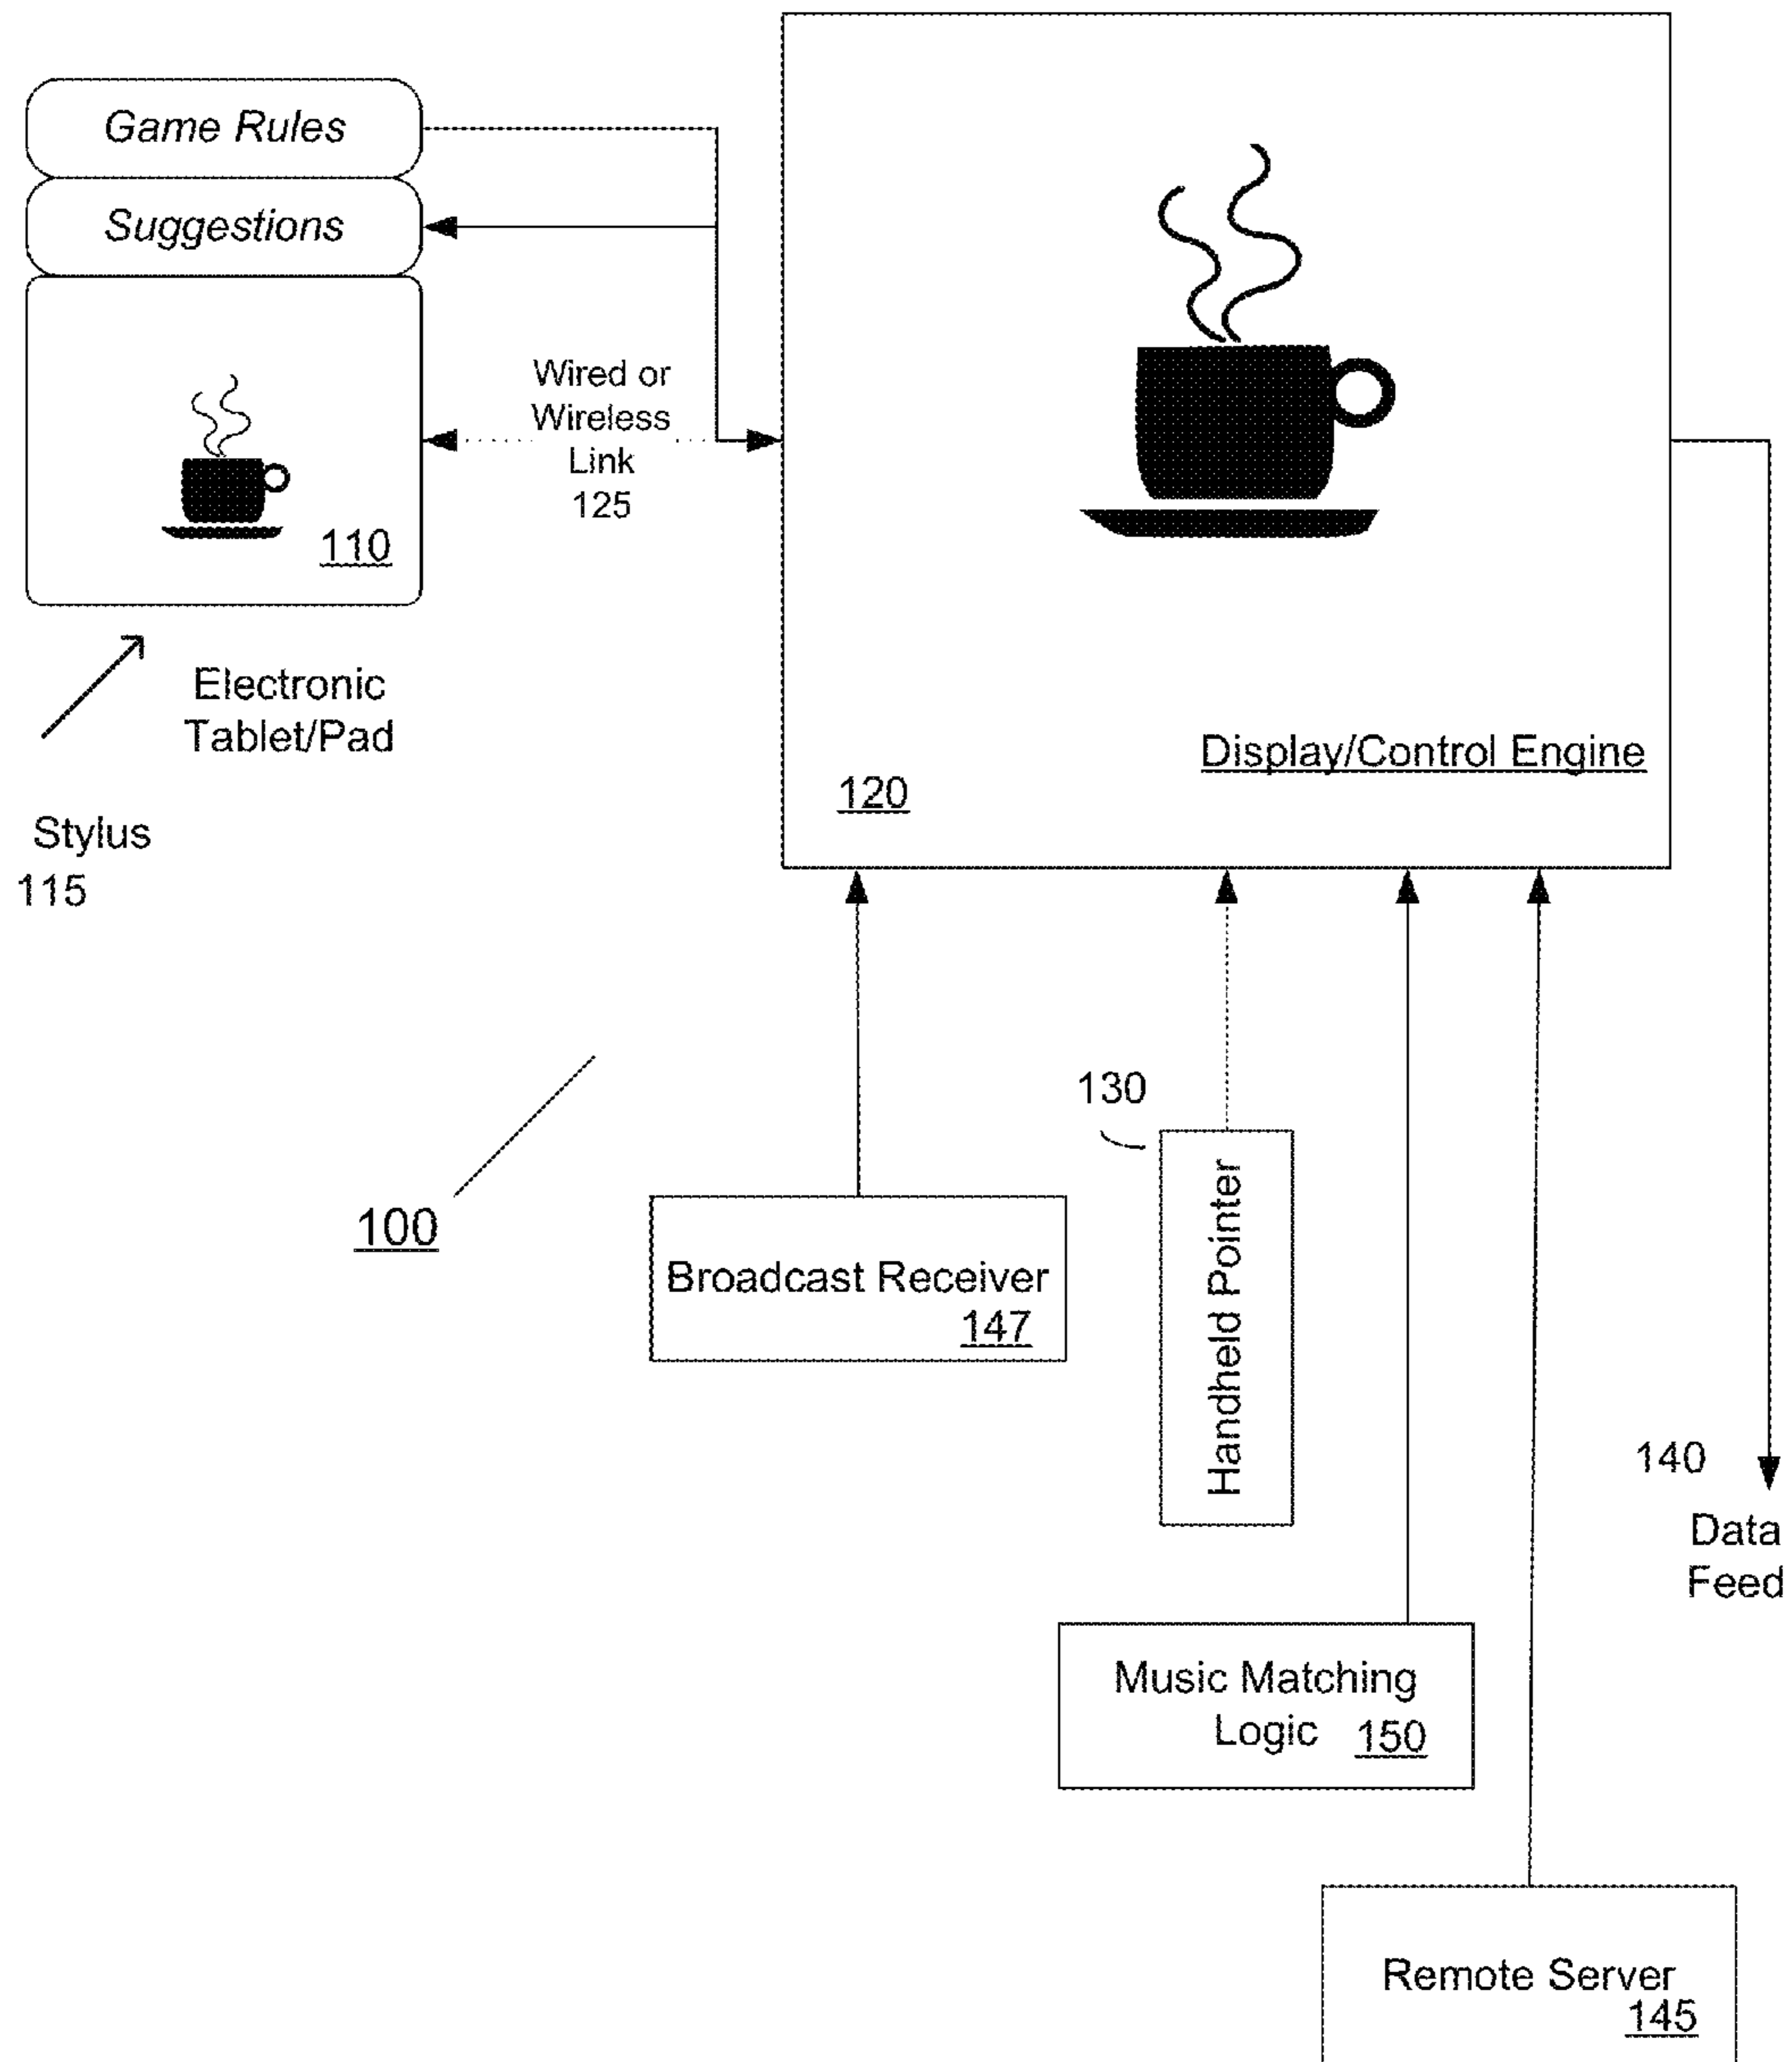 Game Rules
Suggestions
Wired or
Wireless
Link
125
110
Electronic
Tablet/Pad
Stylus
115
Display/Control Engine
120
100
130
Broadcast Receiver
147
Handheld Pointer
140
Data
Feed
Music Matching
Logic 150
Remote Server
145